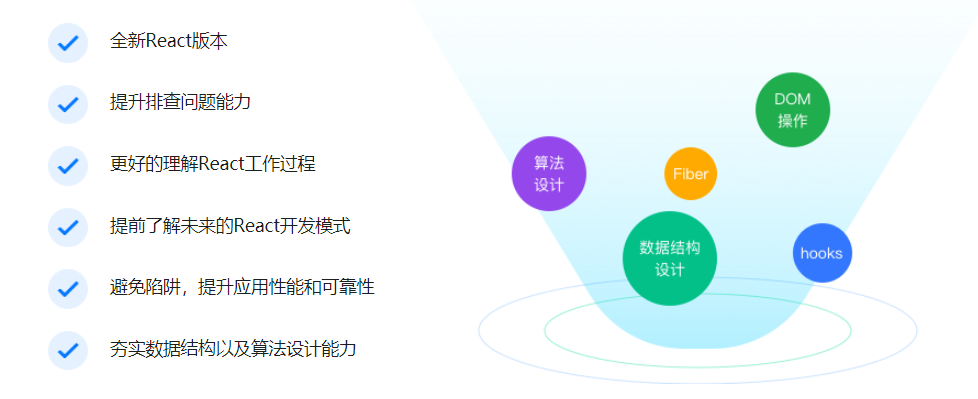 全新React版本
提升排查问题能力
更好的理解React工作过程
提前了解未来的React开发模式
避免陷阱，提升应用性能和可靠性
夯实数据结构以及算法设计能力
DOM
操作
算法
设计
Fiber
数据结构
设计
hooks